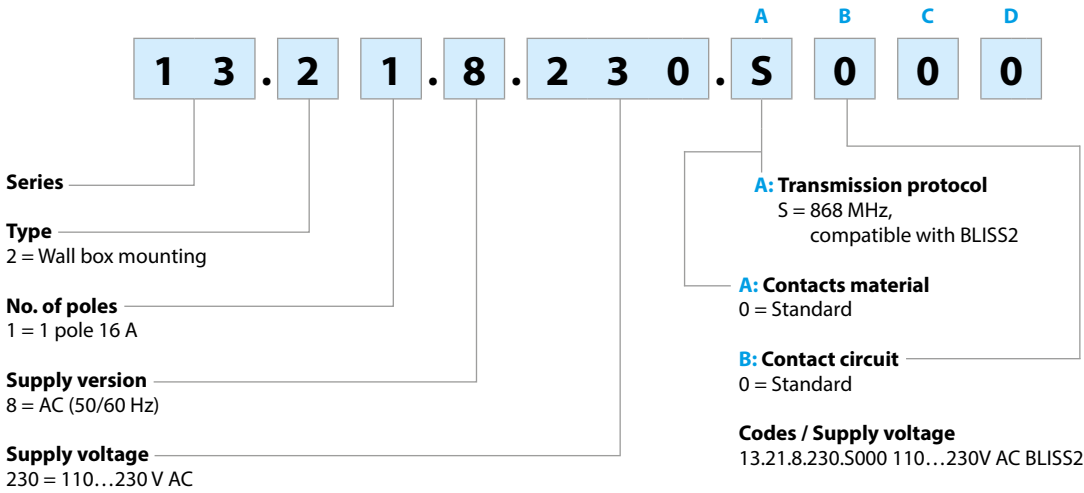 A B C D
1 3 . 2 1 . 8 . 2 3 0 . S 0 0 0
Series
Type
2 = Wall box mounting
No. of poles
1 = 1 pole 16 A
Supply version
8 = AC (50/60 Hz)
Supply voltage
230 = 110…230 V AC
A: Transmission protocol
S = 868 MHz,
compatible with BLISS2
A: Contacts material
0 = Standard
B: Contact circuit
0 = Standard
Codes / Supply voltage
13.21.8.230.S000 110…230V AC BLISS2